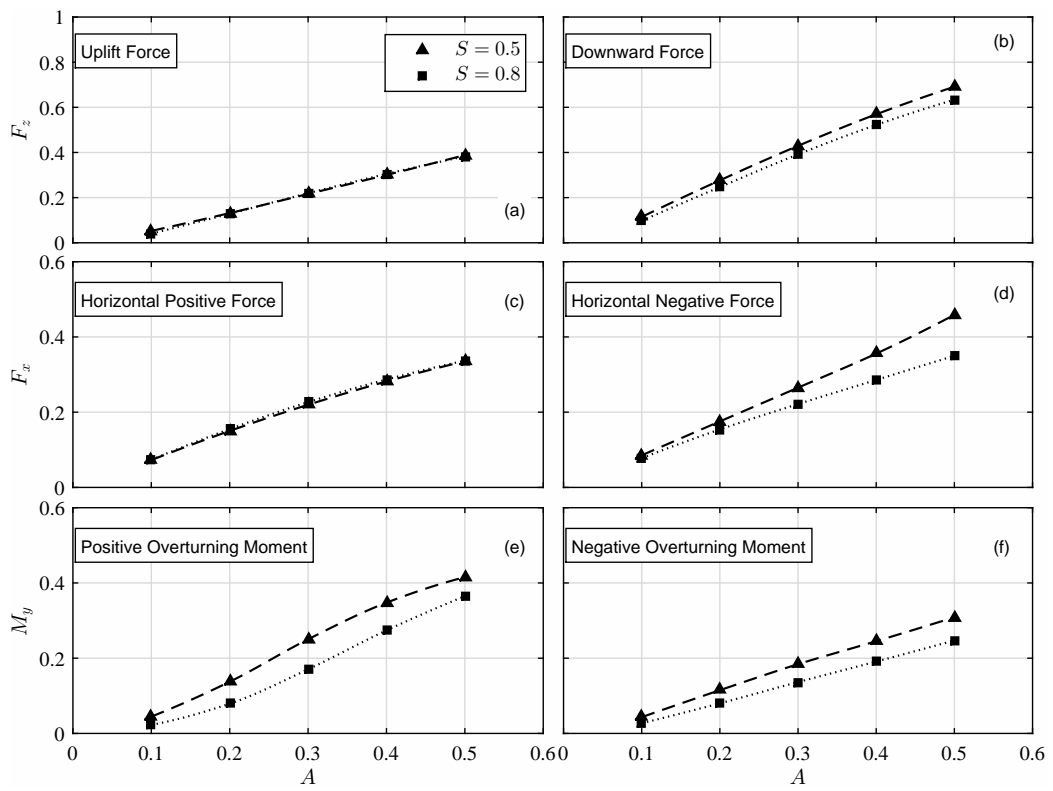 1
0.8
0.6
0.4
0.2
0
F_z
Uplift Force
S = 0.5
S = 0.8
(a)
Downward Force
(b)
0.6
0.4
0.2
0
F_x
Horizontal Positive Force
(c)
Horizontal Negative Force
(d)
0.6
0.4
0.2
0
M_y
Positive Overturning Moment
(e)
Negative Overturning Moment
(f)
0 0.1 0.2 0.3 0.4 0.5 0.6
A
0 0.1 0.2 0.3 0.4 0.5 0.6
A